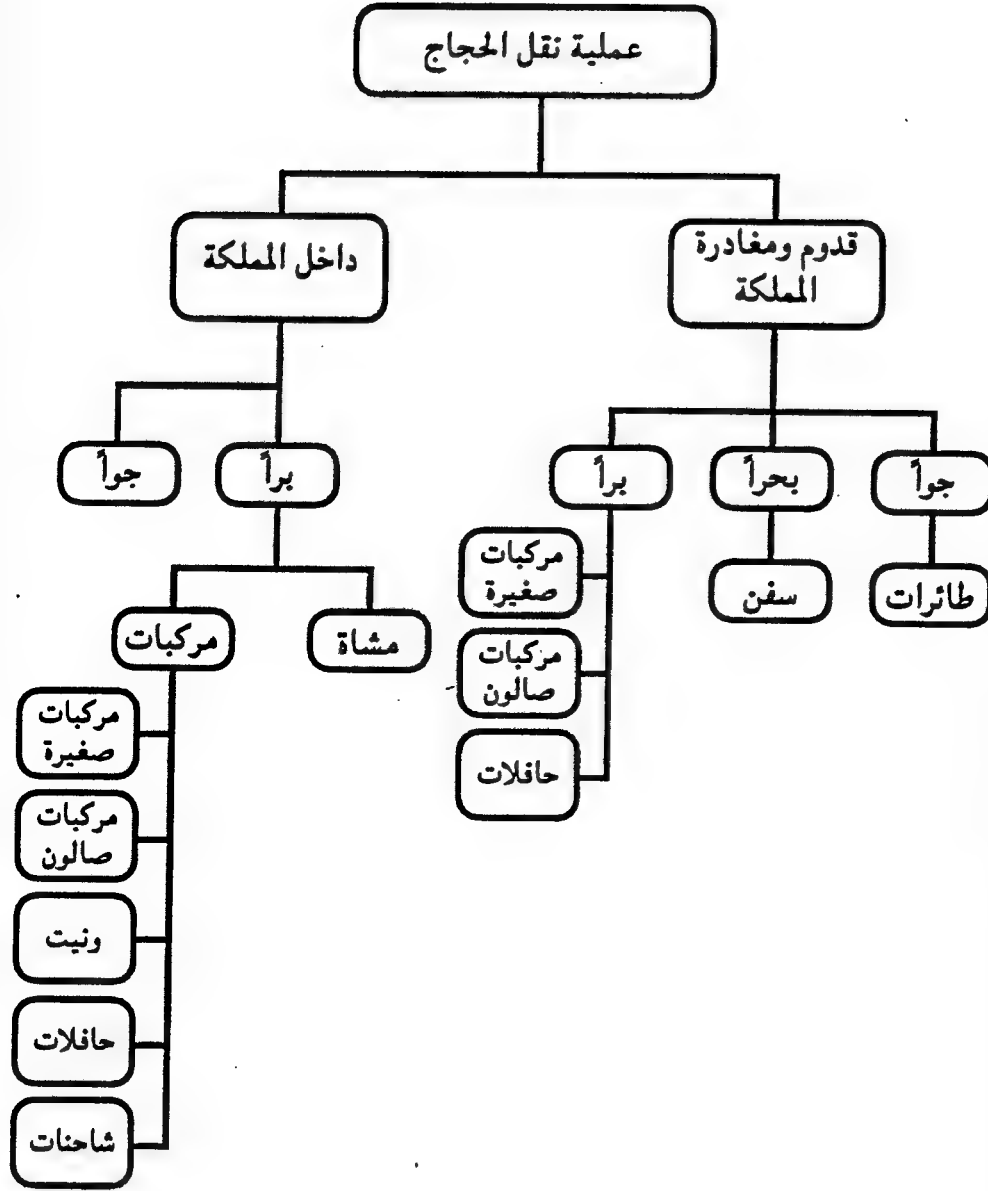 عملية نقل الحجاج
قدوم ومغادرة
المملكة
داخل المملكة
جواً
بحراً
براً
براً
جواً
طائرات
سفن
مركبات
صغيرة
مركبات
صالون
حافلات
مشاة
مركبات
مركبات
صغيرة
مركبات
صالون
ونيت
حافلات
شاحنات